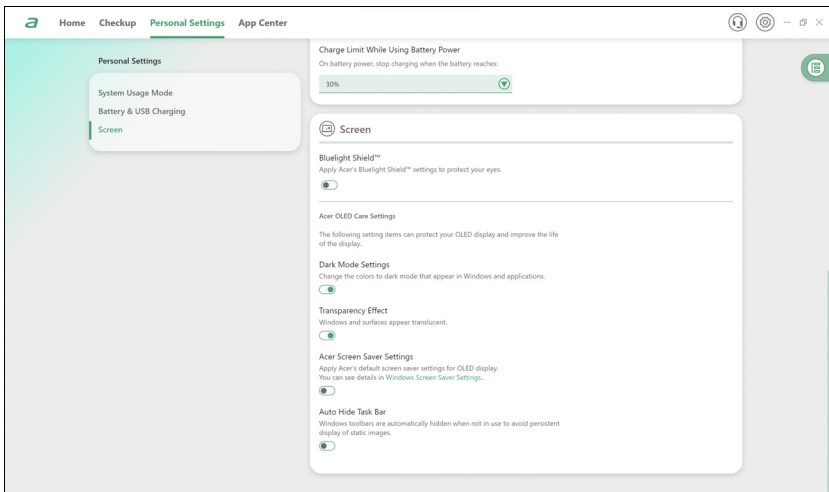 Home Checkup Personal Settings App Center
Personal Settings
System Usage Mode
Battery & USB Charging
Screen
Charge Limit While Using Battery Power
On battery power, stop charging when the battery reaches:
30%
Screen
Bluelight Shield™
Apply Acer's Bluelight Shield™ settings to protect your eyes.
Acer OLED Care Settings
The following setting items can protect your OLED display and improve the life
of the display.
Dark Mode Settings
Change the colors to dark mode that appear in Windows and applications.
Transparency Effect
Windows and surfaces appear translucent.
Acer Screen Saver Settings
Apply Acer's default screen saver settings for OLED display.
You can see details in Windows Screen Saver Settings..
Auto Hide Task Bar
Windows toolbars are automatically hidden when not in use to avoid persistent
display of static images.